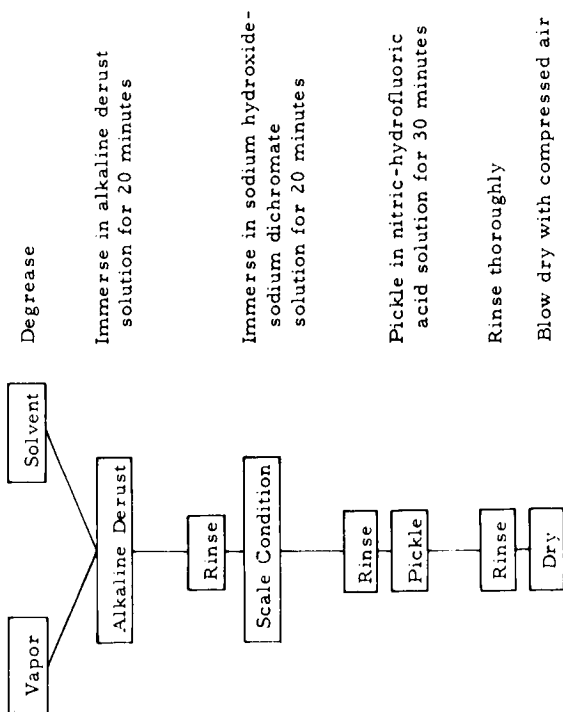 Vapor
Solvent
Degrease
Alkaline Derust
Immerse in alkaline derust
solution for 20 minutes
Rinse
Scale Condition
Immerse in sodium hydroxide-
sodium dichromate
solution for 20 minutes
Rinse
Pickle
Pickle in nitric-hydrofluoric
acid solution for 30 minutes
Rinse
Rinse thoroughly
Dry
Blow dry with compressed air